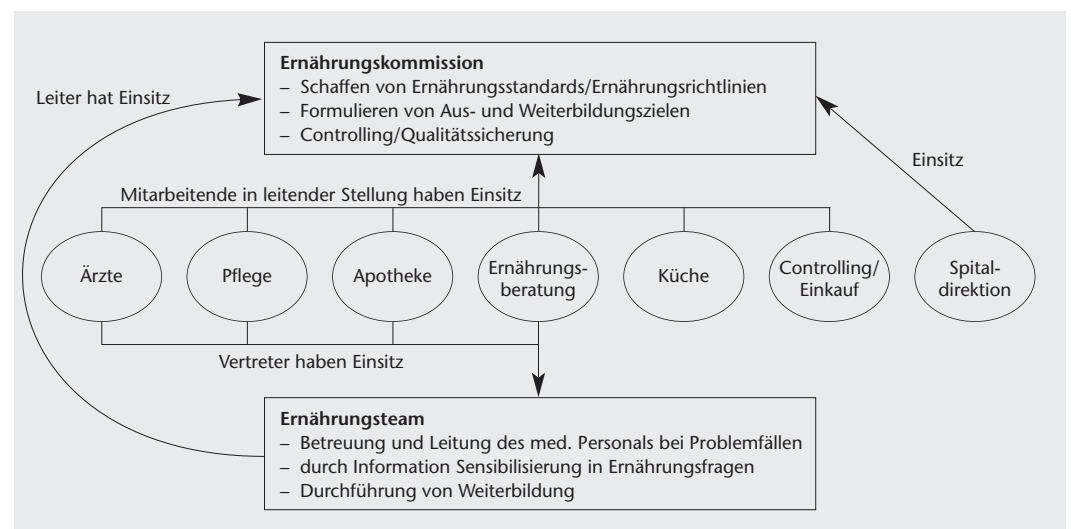 Ernährungskommission
– Schaffen von Ernährungsstandards/Ernährungsrichtlinien
– Formulieren von Aus- und Weiterbildungszielen
– Controlling/Qualitätssicherung
Leiter hat Einsitz
Einsitz
Mitarbeitende in leitender Stellung haben Einsitz
Ärzte
Pflege
Apotheke
Ernährungs-
beratung
Küche
Controlling/
Einkauf
Spital-
direktion
Vertreter haben Einsitz
Ernährungsteam
– Betreuung und Leitung des med. Personals bei Problemfällen
– durch Information Sensibilisierung in Ernährungsfragen
– Durchführung von Weiterbildung